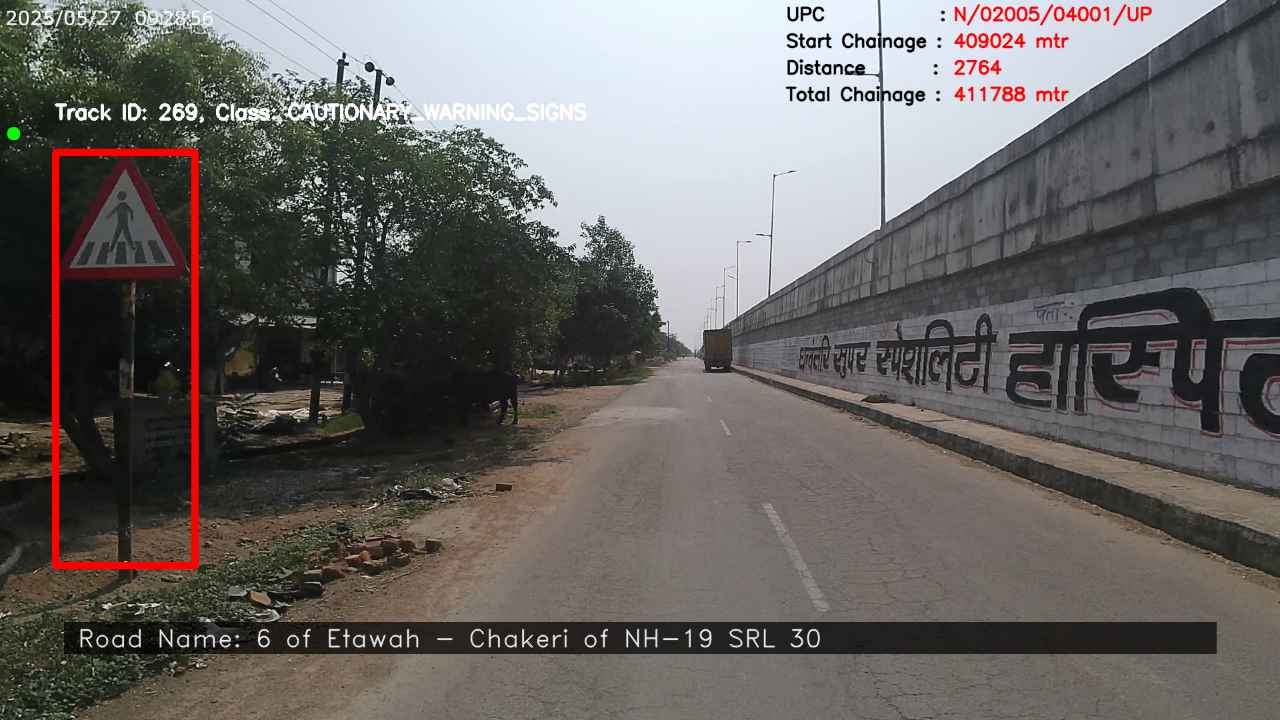 2025/05/27 09:28:56
UPC : N/02005/04001/UP
Start Chainage : 409024 mtr
Distance : 2764
Total Chainage : 411788 mtr
Track ID: 269, Class: CAUTIONARY_WARNING_SIGNS
पता :-
सुपर स्पेशलिटी हास्पि
Road Name: 6 of Etawah - Chakeri of NH-19 SRL 30